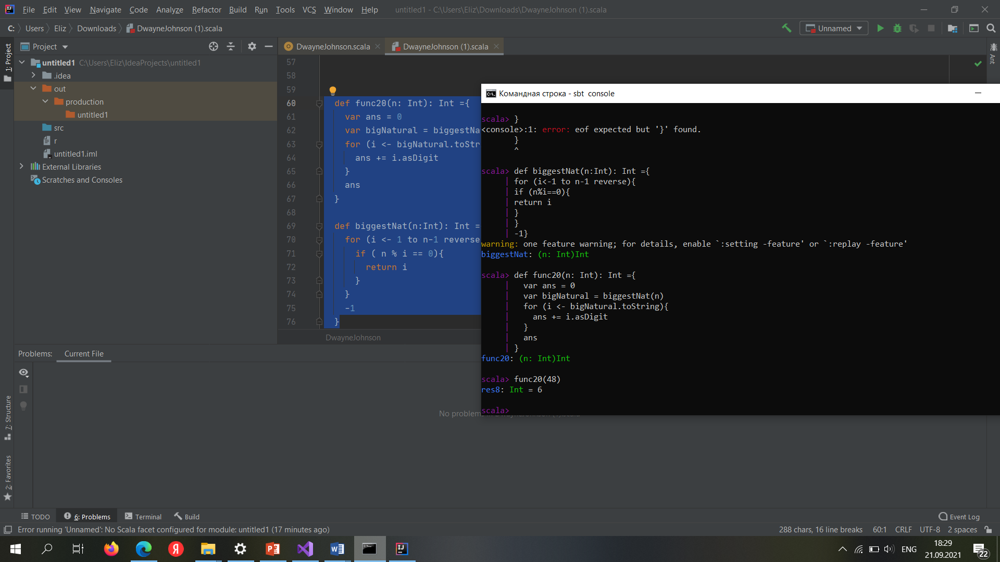 File Edit View Navigate Code Analyze Refactor Build Run Tools VCS Window Help untitled1 - C:\Users\Eliz\Downloads\DwayneJohnson (1).scala
C: Users Eliz Downloads DwayneJohnson (1).scala
Unnamed
1: Project
7: Structure
2: Favorites
Ant
Project
untitled1 C:\Users\Eliz\IdeaProjects\untitled1
.idea
out
production
untitled1
src
r
untitled1.iml
External Libraries
Scratches and Consoles
DwayneJohnson.scala DwayneJohnson (1).scala
57
58
59
60 def func20(n: Int): Int ={
61 var ans = 0
62 var bigNatural = biggestNa
63 for (i <- bigNatural.toStr
64 ans += i.asDigit
65 }
66 ans
67 }
68
69 def biggestNat(n:Int): Int =
70 for (i <- 1 to n-1 reverse
71 if ( n % i == 0){
72 return i
73 }
74 }
75 -1
76 }
DwayneJohnson
Командная строка - sbt console
scala> }
<console>:1: error: eof expected but '}' found.
}
^
scala> def biggestNat(n:Int): Int ={
| for (i<-1 to n-1 reverse){
| if (n%i==0){
| return i
| }
| }
| -1}
warning: one feature warning; for details, enable `:setting -feature' or `:replay -feature'
biggestNat: (n: Int)Int
scala> def func20(n: Int): Int ={
| var ans = 0
| var bigNatural = biggestNat(n)
| for (i <- bigNatural.toString){
| ans += i.asDigit
| }
| ans
| }
func20: (n: Int)Int
scala> func20(48)
res8: Int = 6
scala>
Problems: Current File
No problem
TODO 6: Problems Terminal Build Event Log
Error running 'Unnamed': No Scala facet configured for module: untitled1 (17 minutes ago) 288 chars, 16 line breaks 60:1 CRLF UTF-8 2 spaces
ENG
18:29
21.09.2021
22